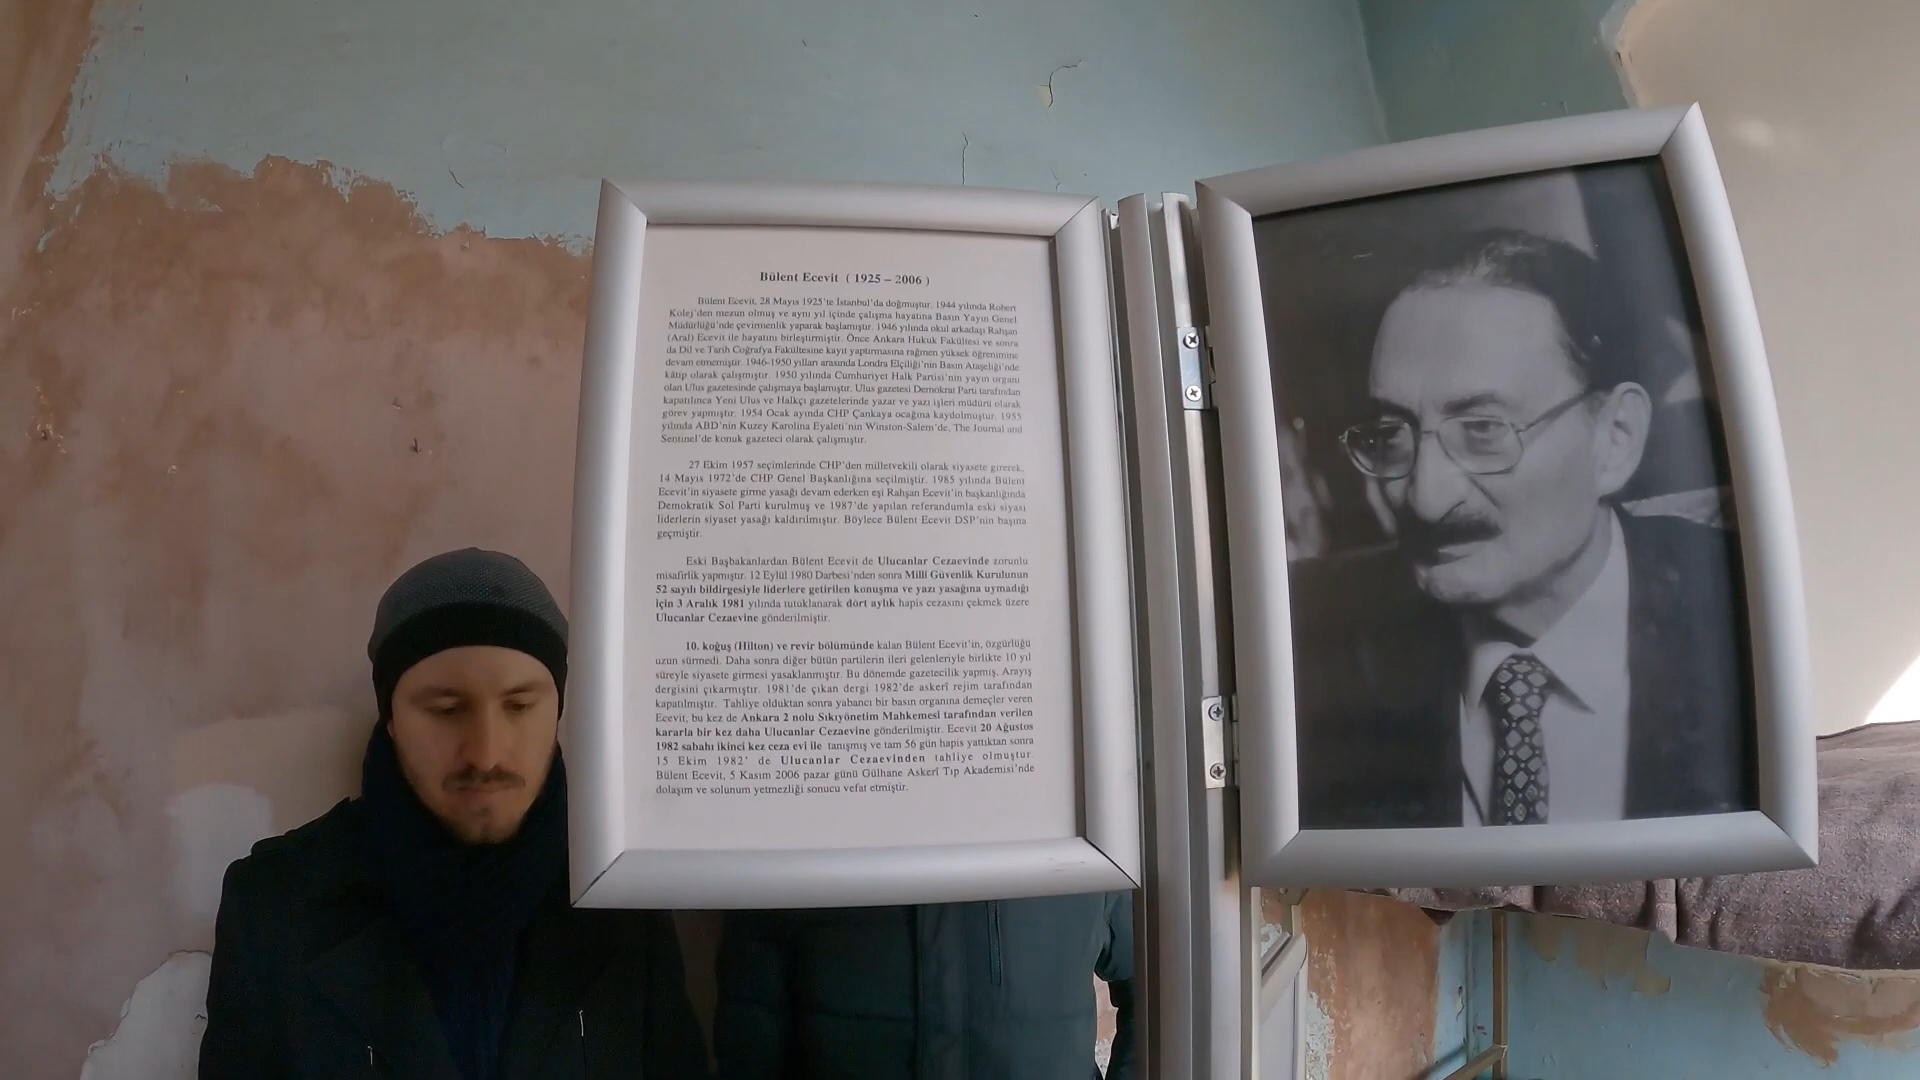 Bülent Ecevit ( 1925 – 2006 )
Bülent Ecevit, 28 Mayıs 1925'te İstanbul'da doğmuştur. 1944 yılında Robert
Kolej'den mezun olmuş ve aynı yıl içinde çalışma hayatına Basın Yayın Genel
Müdürlüğü'nde çevirmenlik yaparak başlamıştır. 1946 yılında okul arkadaşı Rahşan
(Aral) Ecevit ile hayatını birleştirmiştir. Önce Ankara Hukuk Fakültesi ve sonra
da Dil ve Tarih Coğrafya Fakültesine kayıt yaptırmasına rağmen yüksek öğrenimine
devam etmemiştir. 1946-1950 yılları arasında Londra Elçiliği'nin Basın Ataşeliği'nde
kâtip olarak çalışmıştır. 1950 yılında Cumhuriyet Halk Partisi'nin yayın organı
olan Ulus gazetesinde çalışmaya başlamıştır. Ulus gazetesi Demokrat Parti tarafından
kapatılınca Yeni Ulus ve Halkçı gazetelerinde yazar ve yazı işleri müdürü olarak
görev yapmıştır. 1954 Ocak ayında CHP Çankaya ocağına kaydolmuştur. 1955
yılında ABD'nin Kuzey Karolina Eyaleti'nin Winston-Salem'de, The Journal and
Sentinel'de konuk gazeteci olarak çalışmıştır.
27 Ekim 1957 seçimlerinde CHP'den milletvekili olarak siyasete girerek,
14 Mayıs 1972'de CHP Genel Başkanlığına seçilmiştir. 1985 yılında Bülent
Ecevit'in siyasete girme yasağı devam ederken eşi Rahşan Ecevit'in başkanlığında
Demokratik Sol Parti kurulmuş ve 1987'de yapılan referandumla eski siyasi
liderlerin siyaset yasağı kaldırılmıştır. Böylece Bülent Ecevit DSP'nin başına
geçmiştir.
Eski Başbakanlardan Bülent Ecevit de Ulucanlar Cezaevinde zorunlu
misafirlik yapmıştır. 12 Eylül 1980 Darbesi'nden sonra Milli Güvenlik Kurulunun
52 sayılı bildirgesiyle liderlere getirilen konuşma ve yazı yasağına uymadığı
için 3 Aralık 1981 yılında tutuklanarak dört aylık hapis cezasını çekmek üzere
Ulucanlar Cezaevine gönderilmiştir.
10. koğuş (Hilton) ve revir bölümünde kalan Bülent Ecevit'in, özgürlüğü
uzun sürmedi. Daha sonra diğer bütün partilerin ileri gelenleriyle birlikte 10 yıl
süreyle siyasete girmesi yasaklanmıştır. Bu dönemde gazetecilik yapmış, Arayış
dergisini çıkarmıştır. 1981'de çıkan dergi 1982'de askerî rejim tarafından
kapatılmıştır. Tahliye olduktan sonra yabancı bir basın organına demeçler veren
Ecevit, bu kez de Ankara 2 nolu Sıkıyönetim Mahkemesi tarafından verilen
kararla bir kez daha Ulucanlar Cezaevine gönderilmiştir. Ecevit 20 Ağustos
1982 sabahı ikinci kez ceza evi ile tanışmış ve tam 56 gün hapis yattıktan sonra
15 Ekim 1982' de Ulucanlar Cezaevinden tahliye olmuştur.
Bülent Ecevit, 5 Kasım 2006 pazar günü Gülhane Askerî Tıp Akademisi'nde
dolaşım ve solunum yetmezliği sonucu vefat etmiştir.